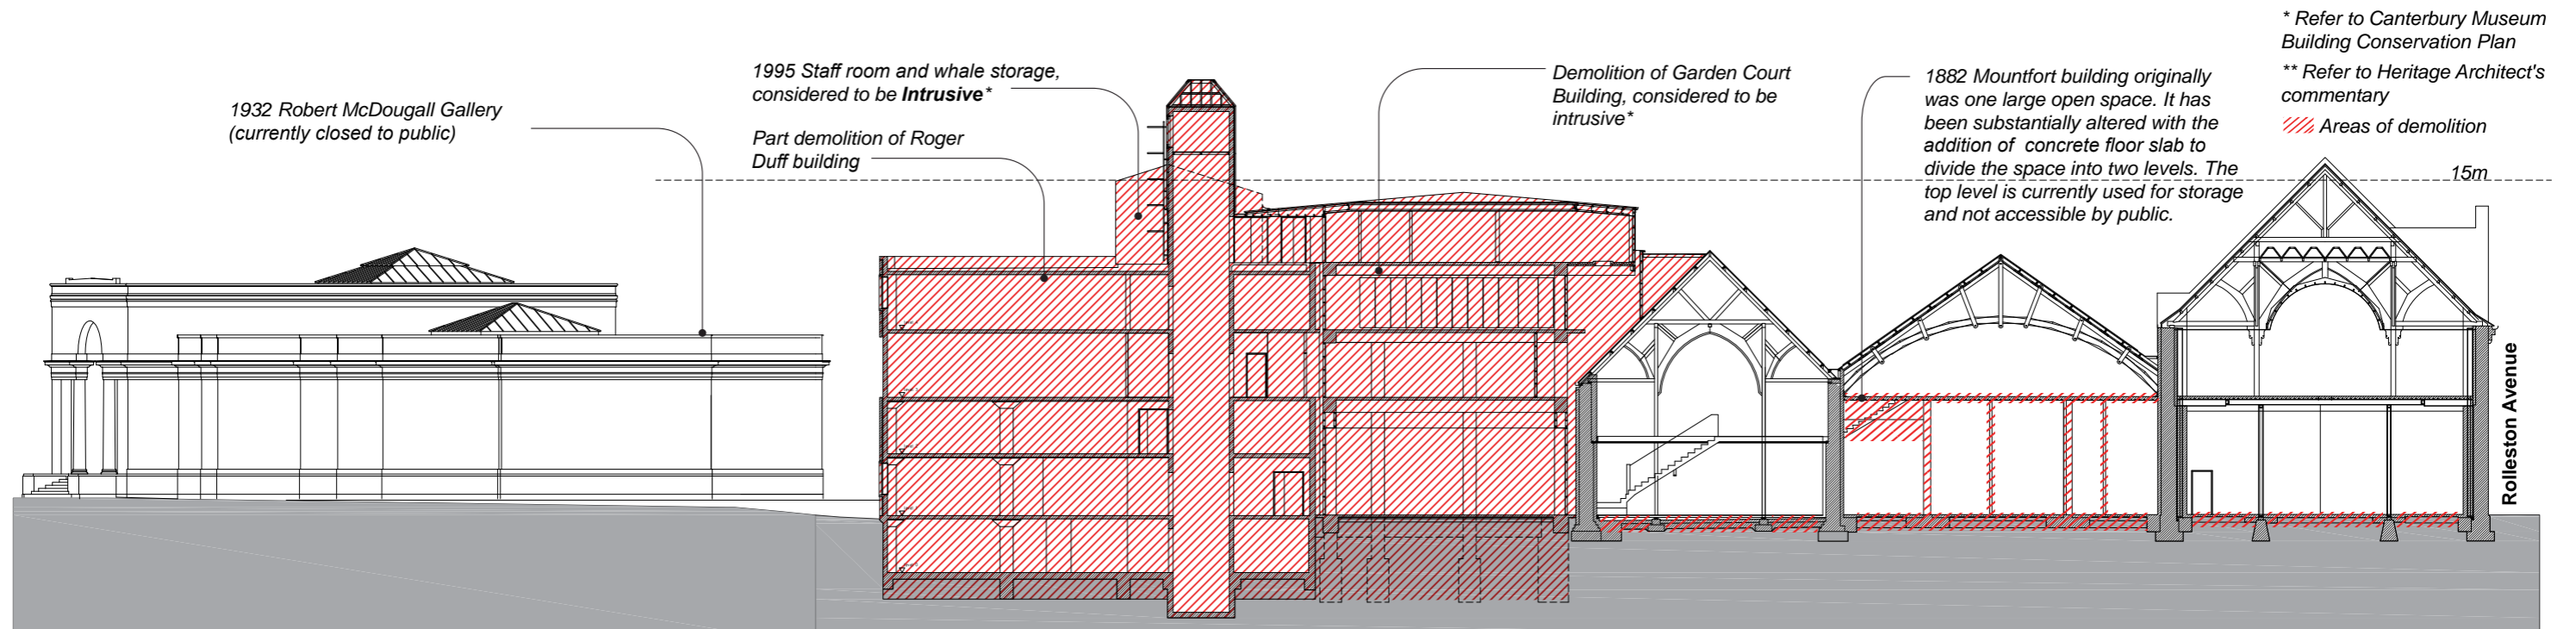 1932 Robert McDougall Gallery
(currently closed to public)
1995 Staff room and whale storage,
considered to be Intrusive*
Part demolition of Roger
Duff building
Demolition of Garden Court
Building, considered to be
intrusive*
1882 Mountfort building originally
was one large open space. It has
been substantially altered with the
addition of concrete floor slab to
divide the space into two levels. The
top level is currently used for storage
and not accessible by public.
* Refer to Canterbury Museum
Building Conservation Plan
** Refer to Heritage Architect's
commentary
Areas of demolition
15m
Rolleston Avenue